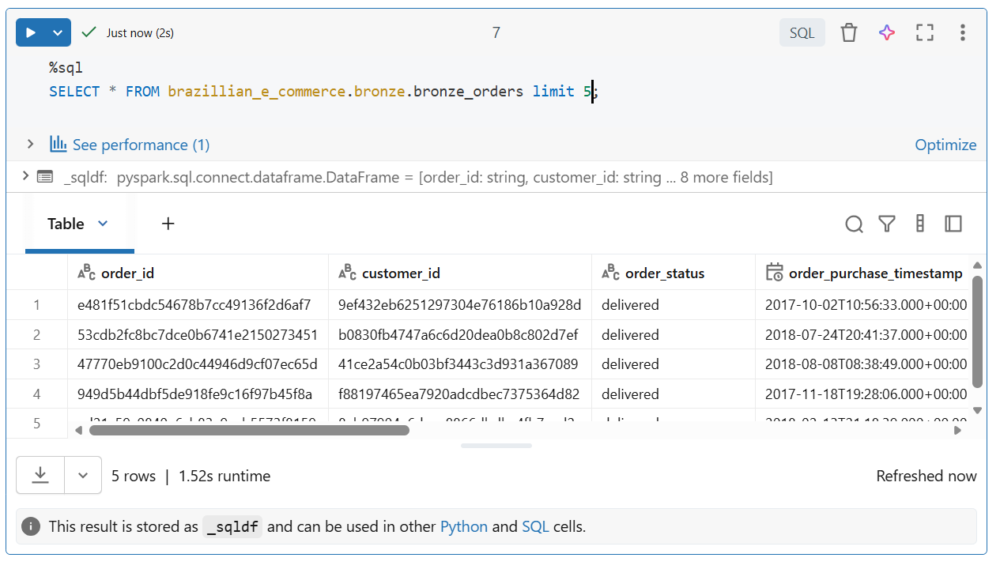 Just now (2s)
7
SQL
%sql
SELECT * FROM brazillian_e_commerce.bronze.bronze_orders limit 5;
See performance (1)
Optimize
_sqldf: pyspark.sql.connect.dataframe.DataFrame = [order_id: string, customer_id: string ... 8 more fields]
Table
order_id customer_id order_status order_purchase_timestamp
1 e481f51cbdc54678b7cc49136f2d6af7 9ef432eb6251297304e76186b10a928d delivered 2017-10-02T10:56:33.000+00:00
2 53cdb2fc8bc7dce0b6741e2150273451 b0830fb4747a6c6d20dea0b8c802d7ef delivered 2018-07-24T20:41:37.000+00:00
3 47770eb9100c2d0c44946d9cf07ec65d 41ce2a54c0b03bf3443c3d931a367089 delivered 2018-08-08T08:38:49.000+00:00
4 949d5b44dbf5de918fe9c16f97b45f8a f88197465ea7920adcdbec7375364d82 delivered 2017-11-18T19:28:06.000+00:00
5 delivered
5 rows | 1.52s runtime
Refreshed now
This result is stored as _sqldf and can be used in other Python and SQL cells.